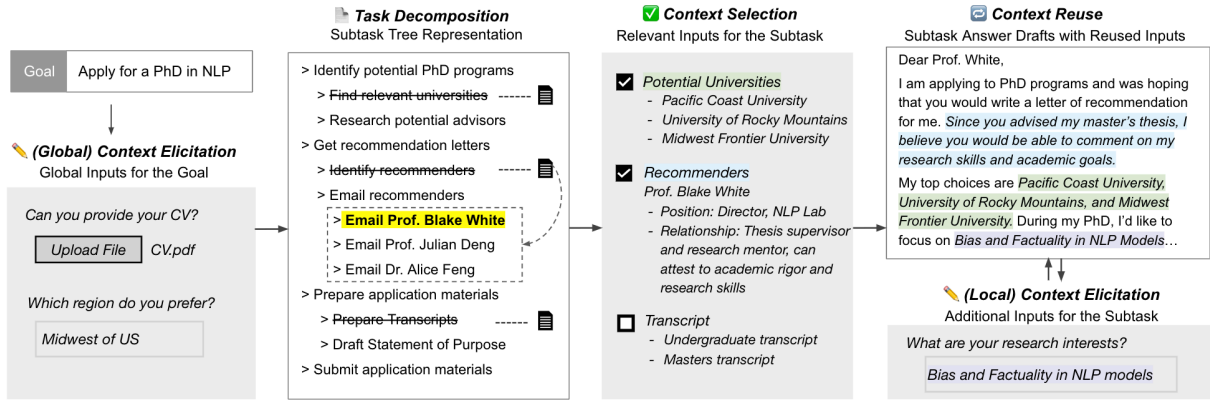 Goal
Apply for a PhD in NLP
(Global) Context Elicitation
Global Inputs for the Goal
Can you provide your CV?
Upload File
CV.pdf
Which region do you prefer?
Midwest of US
Task Decomposition
Subtask Tree Representation
> Identify potential PhD programs
> Find relevant universities
> Research potential advisors
> Get recommendation letters
> Identify recommenders
> Email recommenders
> Email Prof. Blake White
> Email Prof. Julian Deng
> Email Dr. Alice Feng
> Prepare application materials
> Prepare Transcripts
> Draft Statement of Purpose
> Submit application materials
Context Selection
Relevant Inputs for the Subtask
Potential Universities
- Pacific Coast University
- University of Rocky Mountains
- Midwest Frontier University
Recommenders
Prof. Blake White
- Position: Director, NLP Lab
- Relationship: Thesis supervisor
and research mentor, can
attest to academic rigor and
research skills
Transcript
- Undergraduate transcript
- Masters transcript
Context Reuse
Subtask Answer Drafts with Reused Inputs
Dear Prof. White,
I am applying to PhD programs and was hoping
that you would write a letter of recommendation
for me. Since you advised my master's thesis, I
believe you would be able to comment on my
research skills and academic goals.
My top choices are Pacific Coast University,
University of Rocky Mountains, and Midwest
Frontier University. During my PhD, I'd like to
focus on Bias and Factuality in NLP Models…
(Local) Context Elicitation
Additional Inputs for the Subtask
What are your research interests?
Bias and Factuality in NLP models